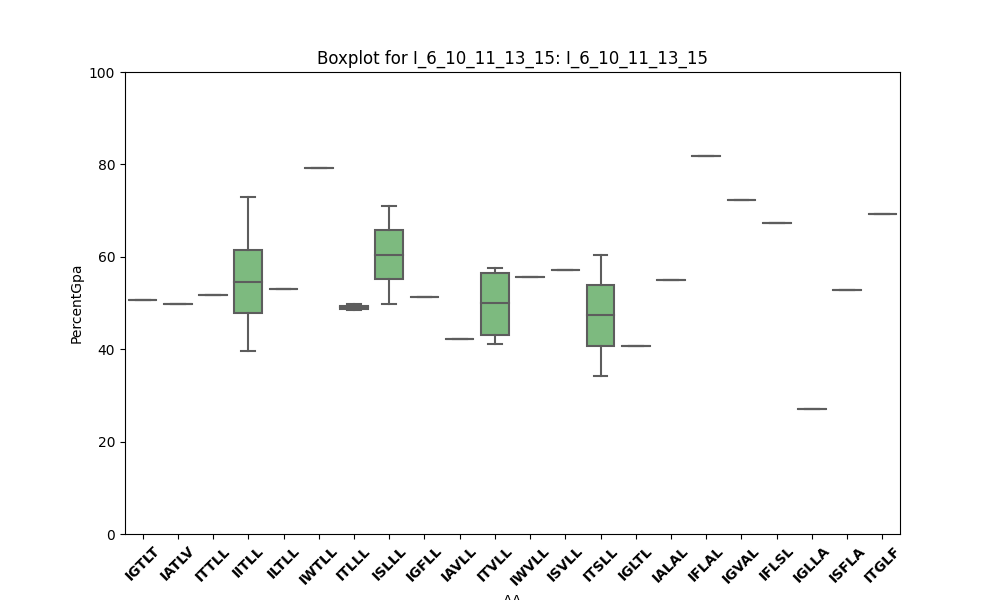 Boxplot for I_6_10_11_13_15: I_6_10_11_13_15
100
80
60
40
20
0
PercentGpa
IGTLT IATLV ITTLL IITLL ILTLL IWTLL ITLLL ISLLL IGFLL IAVLL ITVLL IWVLL ISVLL ITSLL IGLTL IALAL IFLAL IGVAL IFLSL IGLLA ISFLA ITGLF
AA